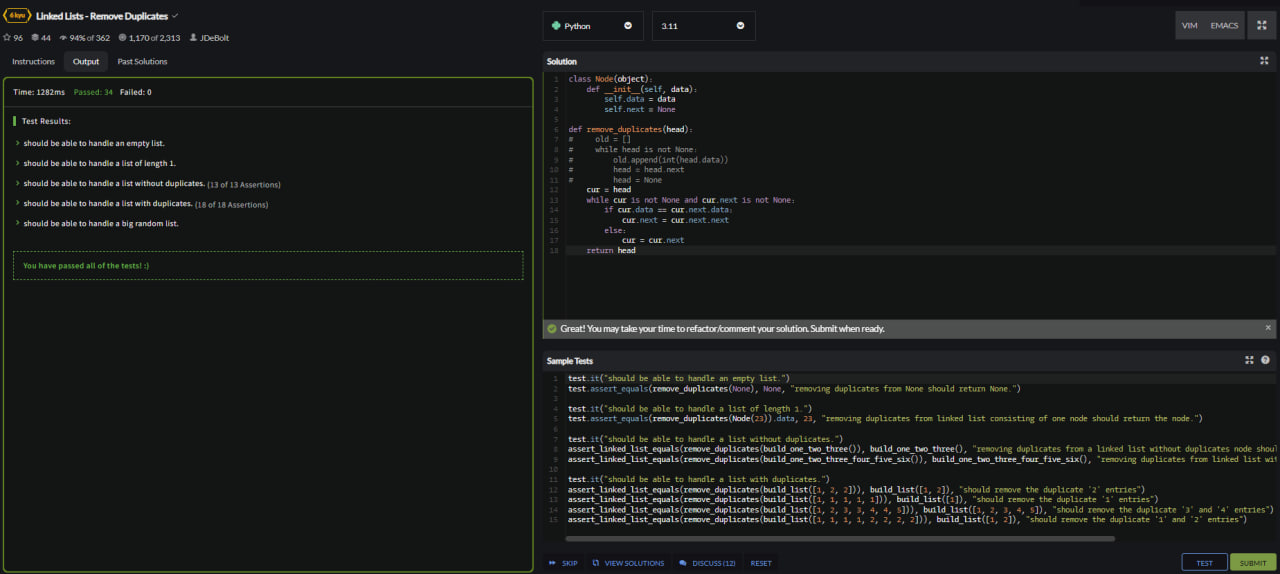 6 kyu Linked Lists - Remove Duplicates
96 44 94% of 362 1,170 of 2,313 JDeBolt
Instructions Output Past Solutions
Time: 1282ms Passed: 34 Failed: 0
Test Results:
should be able to handle an empty list.
should be able to handle a list of length 1.
should be able to handle a list without duplicates. (13 of 13 Assertions)
should be able to handle a list with duplicates. (18 of 18 Assertions)
should be able to handle a big random list.
You have passed all of the tests! :)
Python 3.11 VIM EMACS
Solution
1 class Node(object):
2     def __init__(self, data):
3         self.data = data
4         self.next = None
5
6 def remove_duplicates(head):
7 #     old = []
8 #     while head is not None:
9 #         old.append(int(head.data))
10 #         head = head.next
11 #         head = None
12     cur = head
13     while cur is not None and cur.next is not None:
14         if cur.data == cur.next.data:
15             cur.next = cur.next.next
16         else:
17             cur = cur.next
18     return head
Great! You may take your time to refactor/comment your solution. Submit when ready. ×
Sample Tests
1 test.it("should be able to handle an empty list.")
2 test.assert_equals(remove_duplicates(None), None, "removing duplicates from None should return None.")
3
4 test.it("should be able to handle a list of length 1.")
5 test.assert_equals(remove_duplicates(Node(23)).data, 23, "removing duplicates from linked list consisting of one node should return the node.")
6
7 test.it("should be able to handle a list without duplicates.")
8 assert_linked_list_equals(remove_duplicates(build_one_two_three()), build_one_two_three(), "removing duplicates from a linked list without duplicates node shou
9 assert_linked_list_equals(remove_duplicates(build_one_two_three_four_five_six()), build_one_two_three_four_five_six(), "removing duplicates from linked list wit
10
11 test.it("should be able to handle a list with duplicates.")
12 assert_linked_list_equals(remove_duplicates(build_list([1, 2, 2])), build_list([1, 2]), "should remove the duplicate '2' entries")
13 assert_linked_list_equals(remove_duplicates(build_list([1, 1, 1, 1, 1])), build_list([1]), "should remove the duplicate '1' entries")
14 assert_linked_list_equals(remove_duplicates(build_list([1, 2, 3, 3, 4, 4, 5])), build_list([1, 2, 3, 4, 5]), "should remove the duplicate '3' and '4' entries")
15 assert_linked_list_equals(remove_duplicates(build_list([1, 1, 1, 1, 2, 2, 2, 2])), build_list([1, 2]), "should remove the duplicate '1' and '2' entries")
SKIP VIEW SOLUTIONS DISCUSS (12) RESET TEST SUBMIT